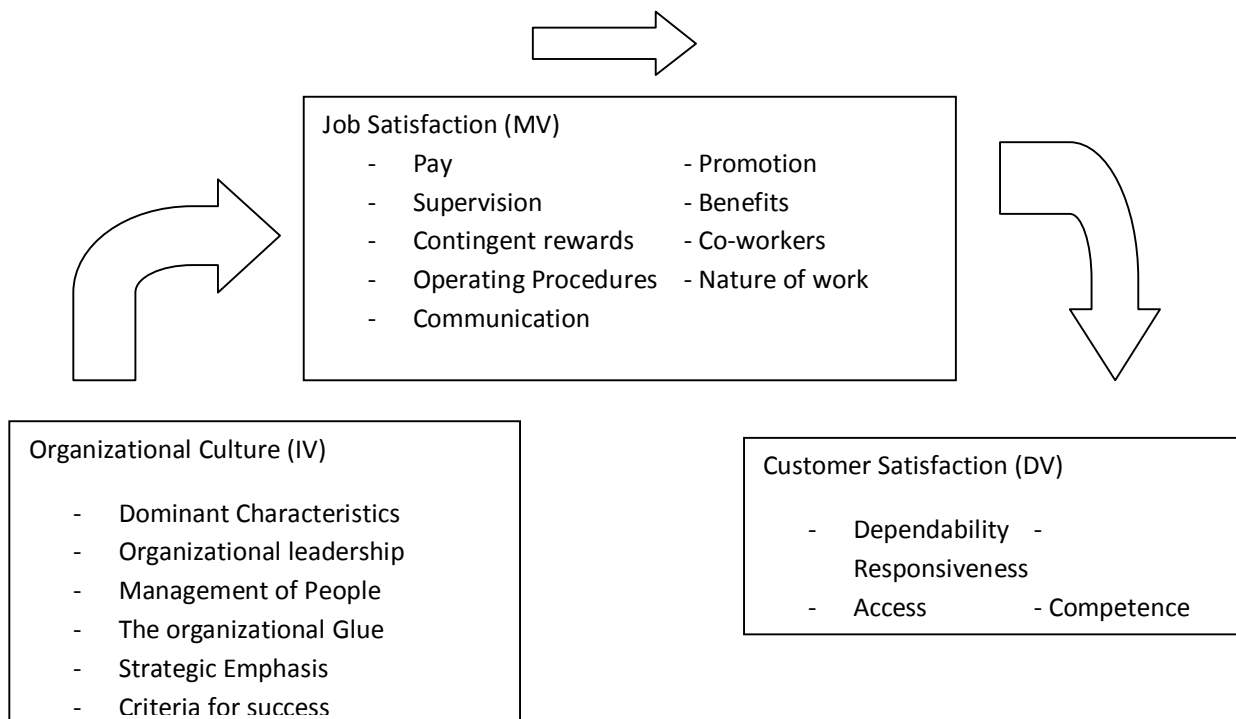 Job Satisfaction (MV)
- Pay - Promotion
- Supervision - Benefits
- Contingent rewards - Co-workers
- Operating Procedures - Nature of work
- Communication
Organizational Culture (IV)
- Dominant Characteristics
- Organizational leadership
- Management of People
- The organizational Glue
- Strategic Emphasis
- Criteria for success
Customer Satisfaction (DV)
- Dependability -
Responsiveness
- Access - Competence